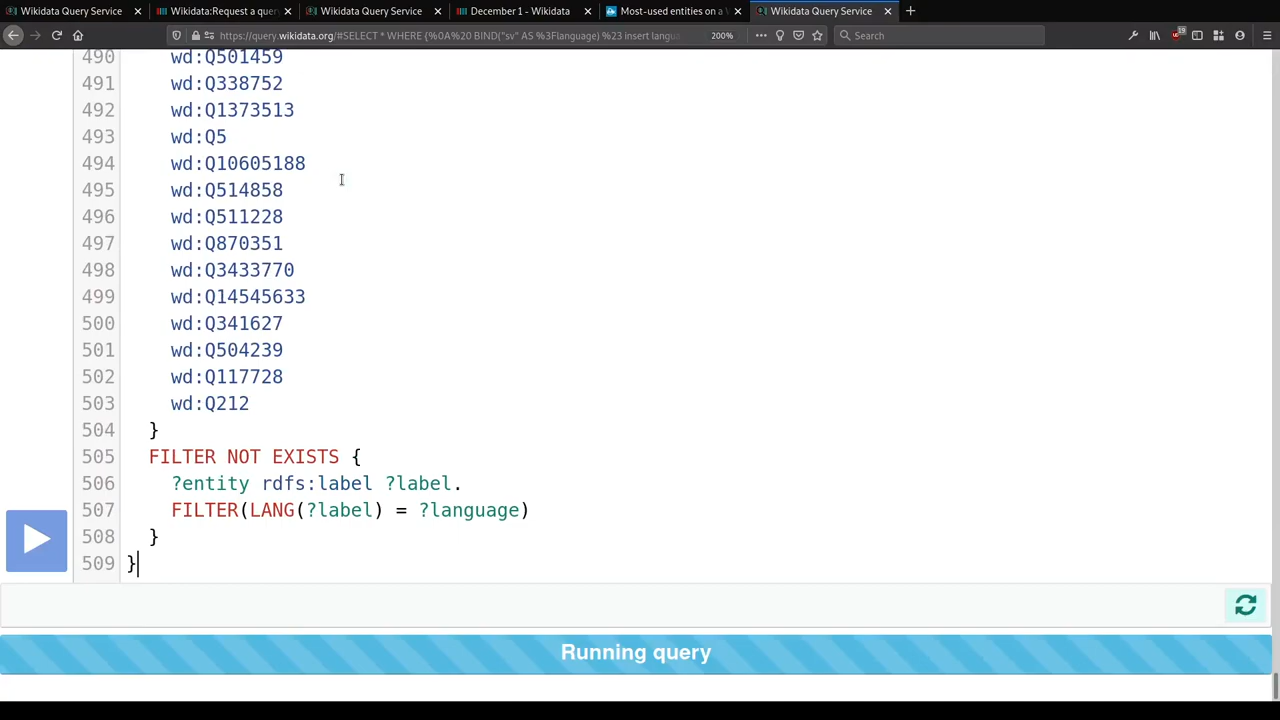 Wikidata Query Service
Wikidata:Request a quer
Wikidata Query Service
December 1 - Wikidata
Most-used entities on a W
Wikidata Query Service
https://query.wikidata.org/#SELECT * WHERE {%0A%20 BIND("sv" AS %3Flanguage) %23 insert langu
200%
Search
19
490 wd:Q501459
491 wd:Q338752
492 wd:Q1373513
493 wd:Q5
494 wd:Q10605188
495 wd:Q514858
496 wd:Q511228
497 wd:Q870351
498 wd:Q3433770
499 wd:Q14545633
500 wd:Q341627
501 wd:Q504239
502 wd:Q117728
503 wd:Q212
504 }
505 FILTER NOT EXISTS {
506 ?entity rdfs:label ?label.
507 FILTER(LANG(?label) = ?language)
508 }
509 }
Running query